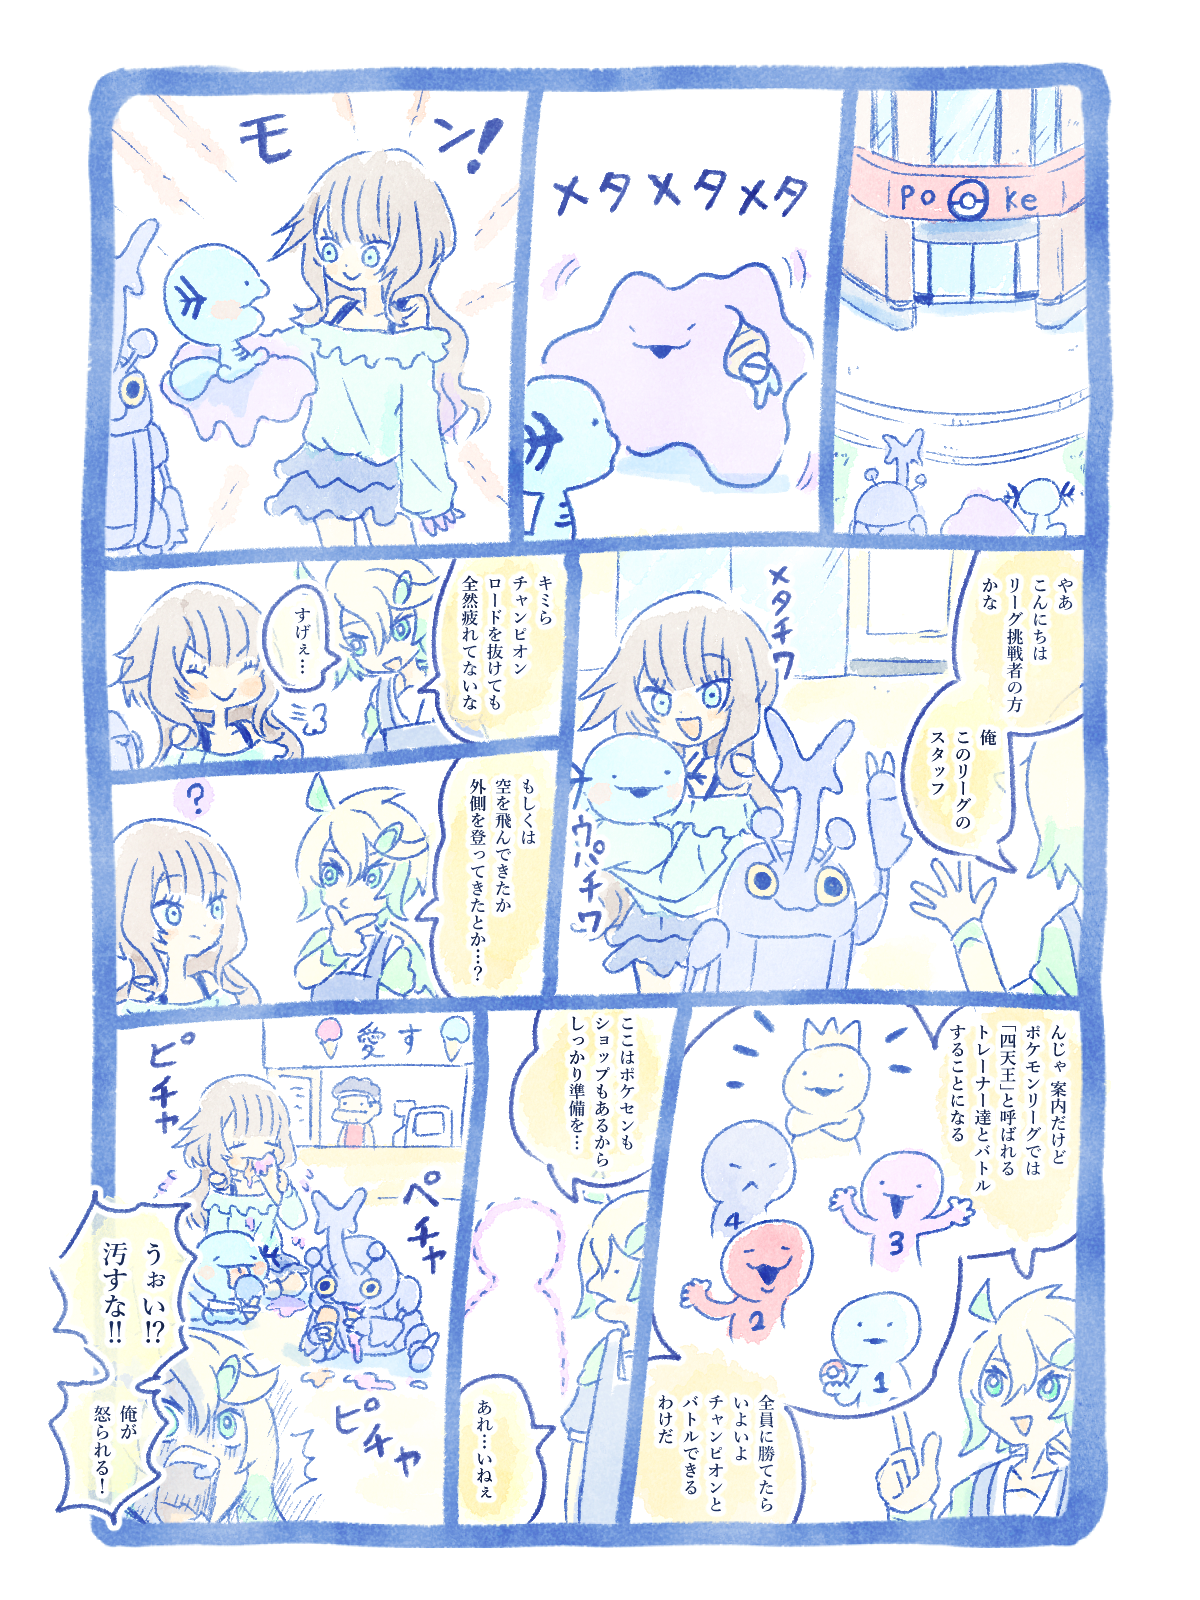 Po Ke
メタメタメタ
モン!
やあ
こんにちは
リーグ挑戦者の方
かな
俺
このリーグの
スタッフ
メタチワ
ウパチワ
キミら
チャンピオン
ロードを抜けても
全然疲れてないな
すげぇ…
もしくは
空を飛んできたか
外側を登ってきたとか…?
?
んじゃ 案内だけど
ポケモンリーグでは
「四天王」と呼ばれる
トレーナー達とバトル
することになる
4
3
2
1
全員に勝てたら
いよいよ
チャンピオンと
バトルできる
わけだ
ここはポケセンも
ショップもあるから
しっかり準備を…
あれ…いねぇ
愛す
ピチャ
ペチャ
ピチャ
うぉい!?
汚すな!!
俺が
怒られる!